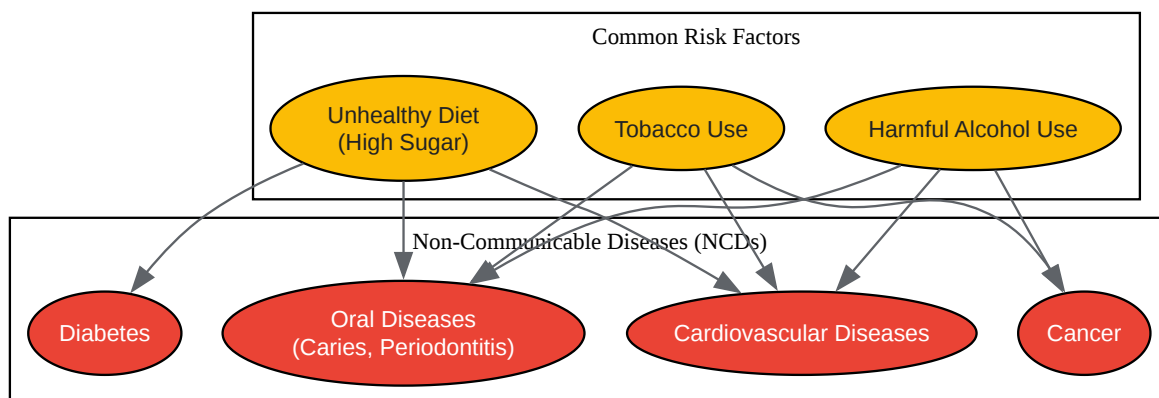 Common Risk Factors
Unhealthy Diet
(High Sugar)
Tobacco Use
Harmful Alcohol Use
Non-Communicable Diseases (NCDs)
Diabetes
Oral Diseases
(Caries, Periodontitis)
Cardiovascular Diseases
Cancer